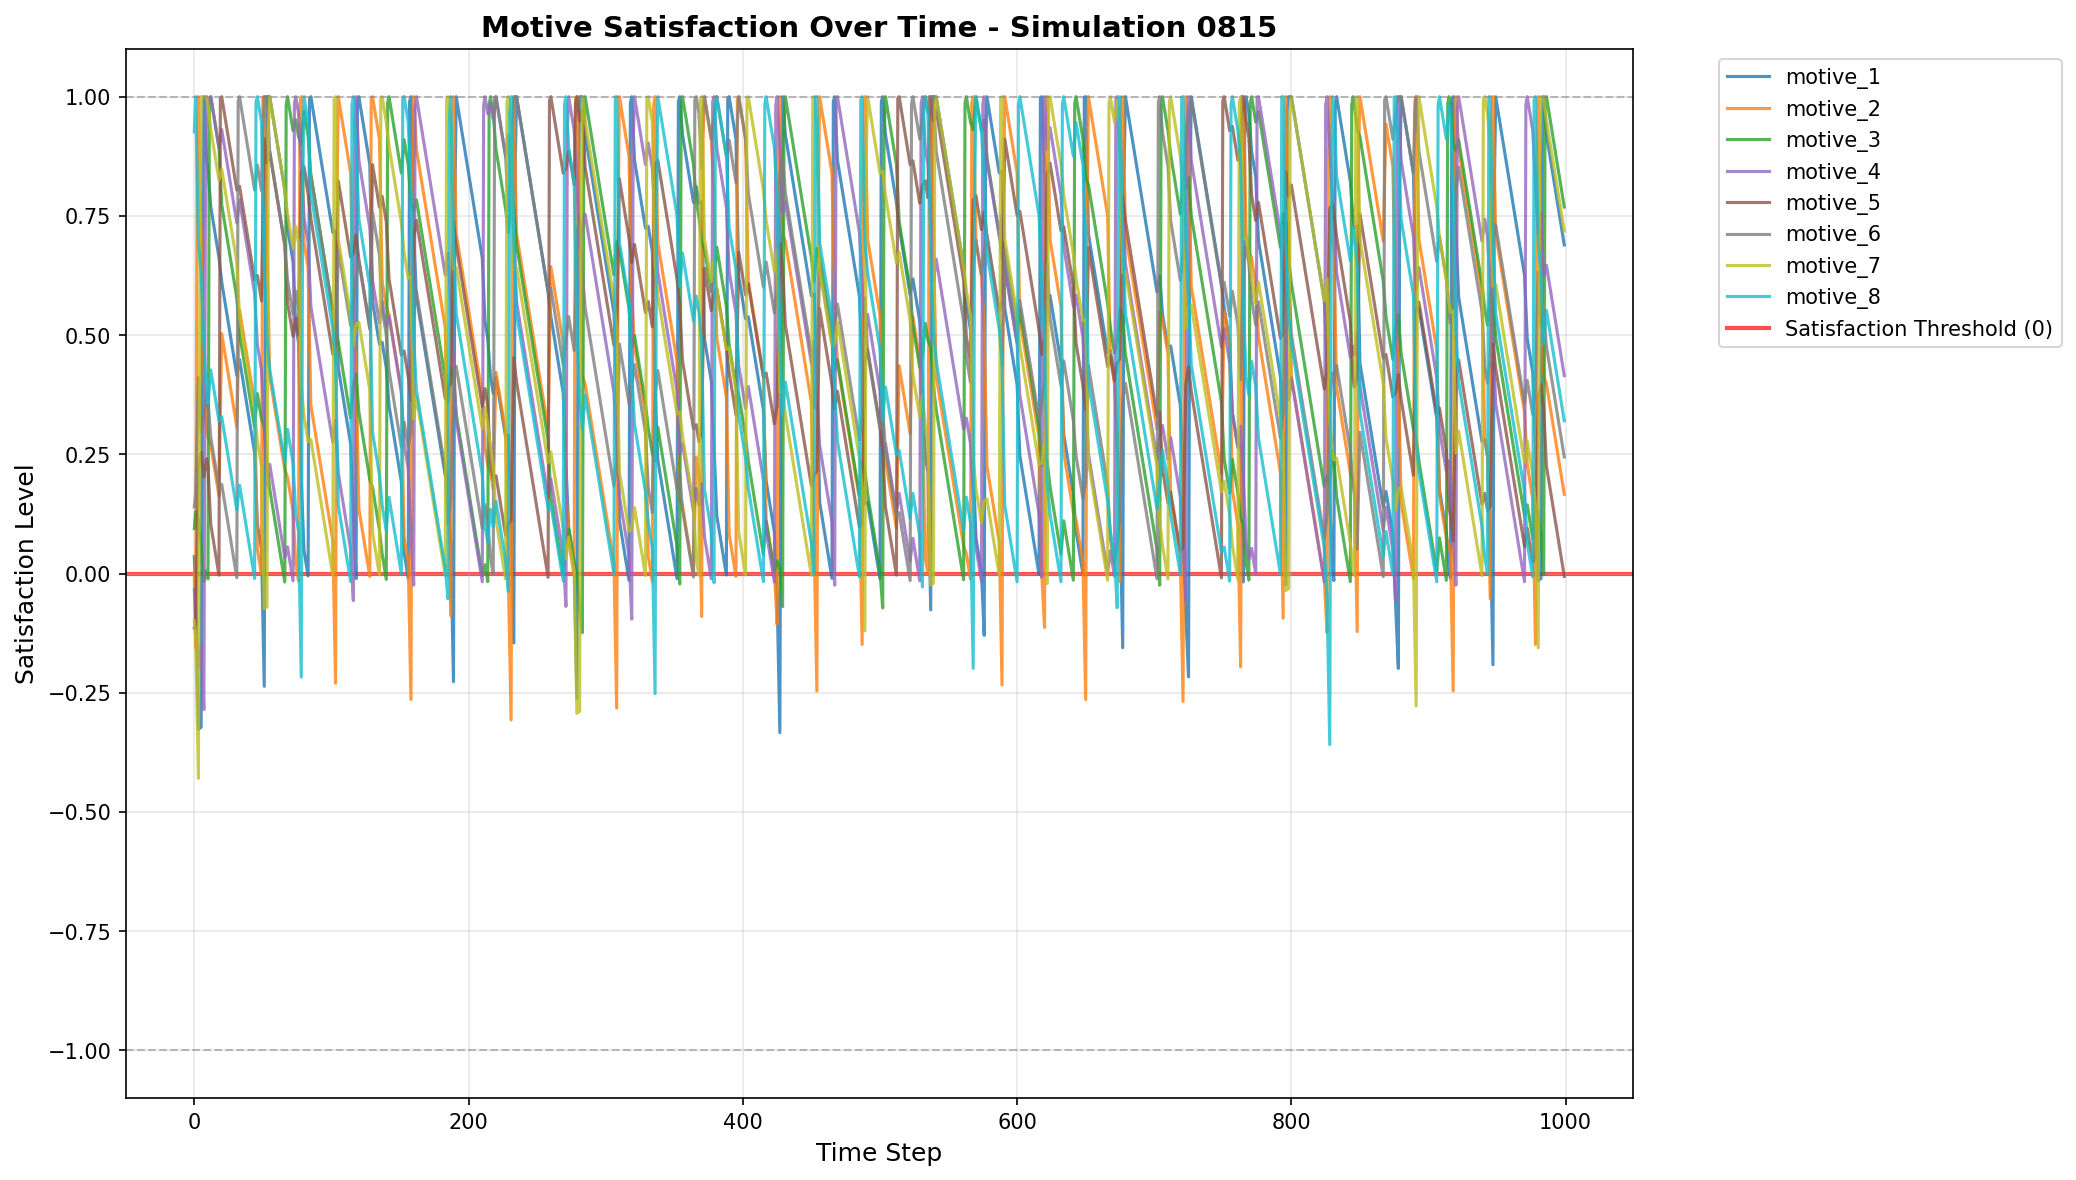 Motive Satisfaction Over Time - Simulation 0815
Satisfaction Level
1.00
0.75
0.50
0.25
0.00
−0.25
−0.50
−0.75
−1.00
0
200
400
600
800
1000
Time Step
motive_1
motive_2
motive_3
motive_4
motive_5
motive_6
motive_7
motive_8
Satisfaction Threshold (0)